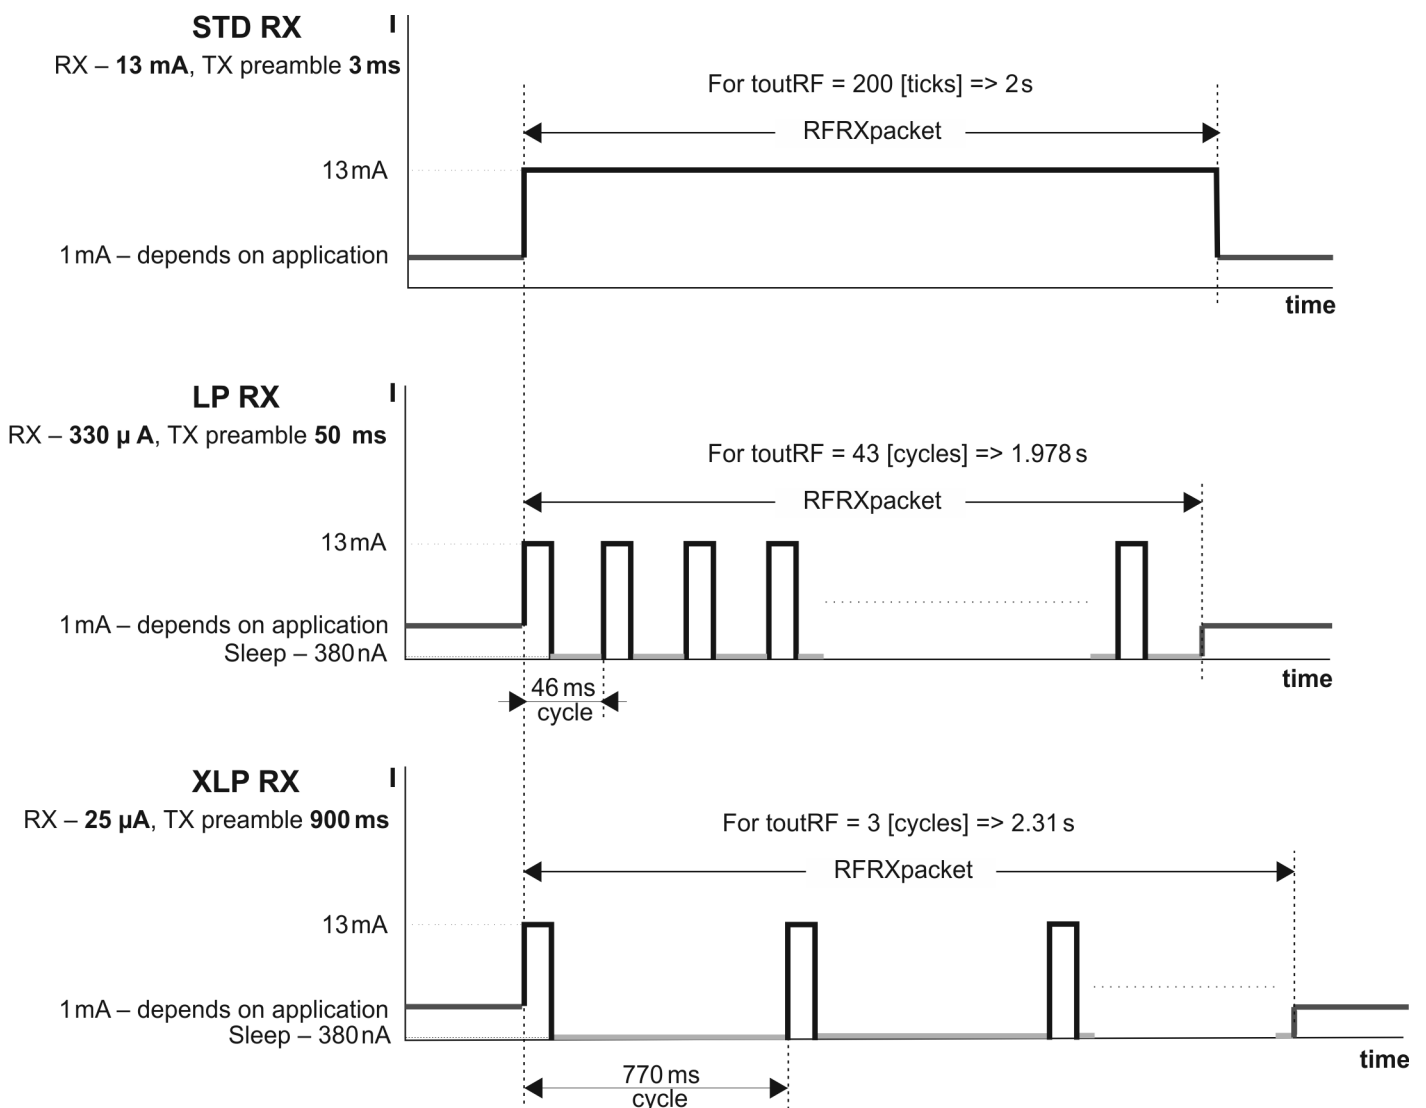 STD RX
I
RX – 13 mA, TX preamble 3 ms
For toutRF = 200 [ticks] => 2 s
RFRXpacket
13 mA
1 mA – depends on application
time
LP RX
I
RX – 330 µ A, TX preamble 50 ms
For toutRF = 43 [cycles] => 1.978 s
RFRXpacket
13 mA
1 mA – depends on application
Sleep – 380 nA
time
46 ms
cycle
XLP RX
I
RX – 25 µA, TX preamble 900 ms
For toutRF = 3 [cycles] => 2.31 s
RFRXpacket
13 mA
1 mA – depends on application
Sleep – 380 nA
time
770 ms
cycle